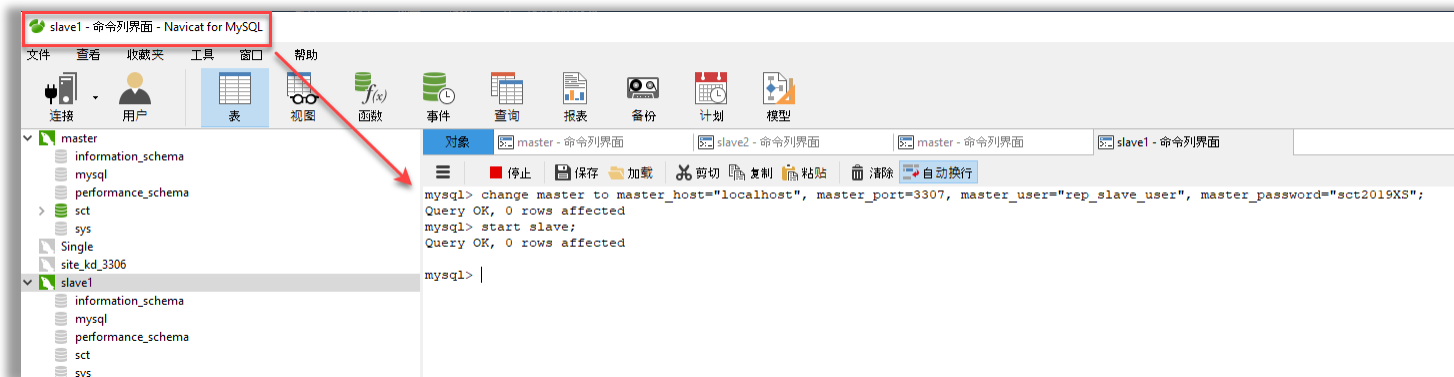 slave1 - 命令列界面 - Navicat for MySQL
文件 查看 收藏夹 工具 窗口 帮助
连接 用户 表 视图 函数 事件 查询 报表 备份 计划 模型
f(x)
对象 master - 命令列界面 slave2 - 命令列界面 master - 命令列界面 slave1 - 命令列界面
停止 保存 加载 剪切 复制 粘贴 清除 自动换行
master
information_schema
mysql
performance_schema
sct
sys
Single
site_kd_3306
slave1
information_schema
mysql
performance_schema
sct
sys
mysql> change master to master_host="localhost", master_port=3307, master_user="rep_slave_user", master_password="sct2019XS";
Query OK, 0 rows affected
mysql> start slave;
Query OK, 0 rows affected
mysql>